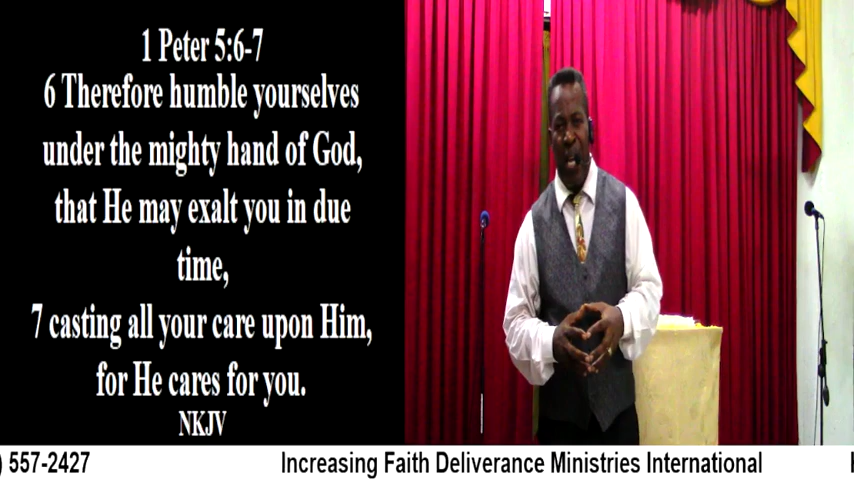 1 Peter 5:6-7
6 Therefore humble yourselves
under the mighty hand of God,
that He may exalt you in due
time,
7 casting all your care upon Him,
for He cares for you.
NKJV
) 557-2427 Increasing Faith Deliverance Ministries International